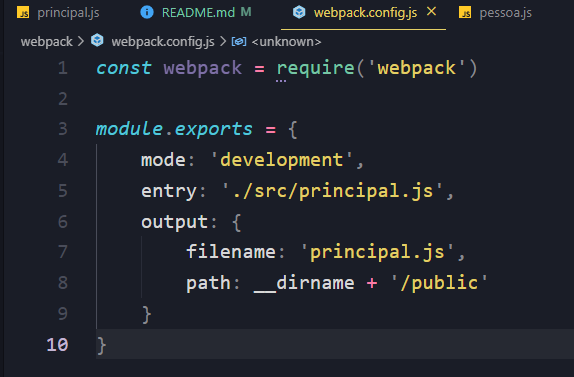 JS principal.js README.md M webpack.config.js × JS pessoa.js
webpack > webpack.config.js > <unknown>
1 const webpack = require('webpack')
2
3 module.exports = {
4 mode: 'development',
5 entry: './src/principal.js',
6 output: {
7 filename: 'principal.js',
8 path: __dirname + '/public'
9 }
10 }